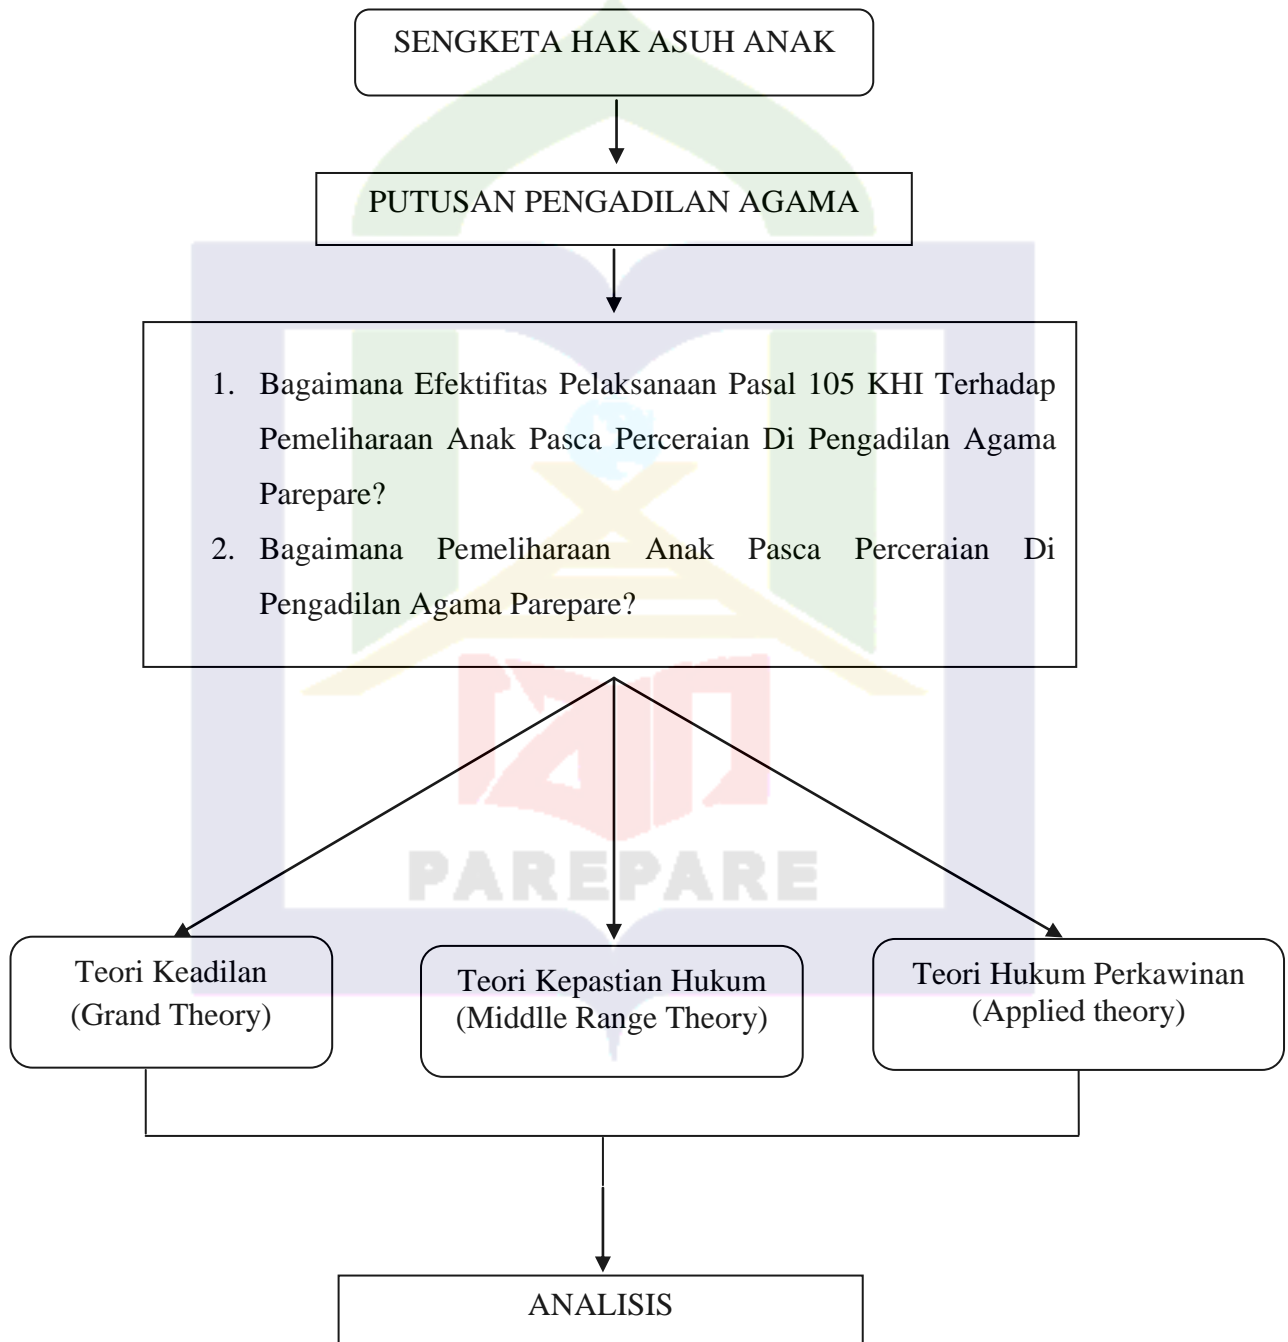 SENGKETA HAK ASUH ANAK
PUTUSAN PENGADILAN AGAMA
1. Bagaimana Efektifitas Pelaksanaan Pasal 105 KHI Terhadap
Pemeliharaan Anak Pasca Perceraian Di Pengadilan Agama
Parepare?
2. Bagaimana Pemeliharaan Anak Pasca Perceraian Di
Pengadilan Agama Parepare?
PAREPARE
Teori Keadilan
(Grand Theory)
Teori Kepastian Hukum
(Middlle Range Theory)
Teori Hukum Perkawinan
(Applied theory)
ANALISIS